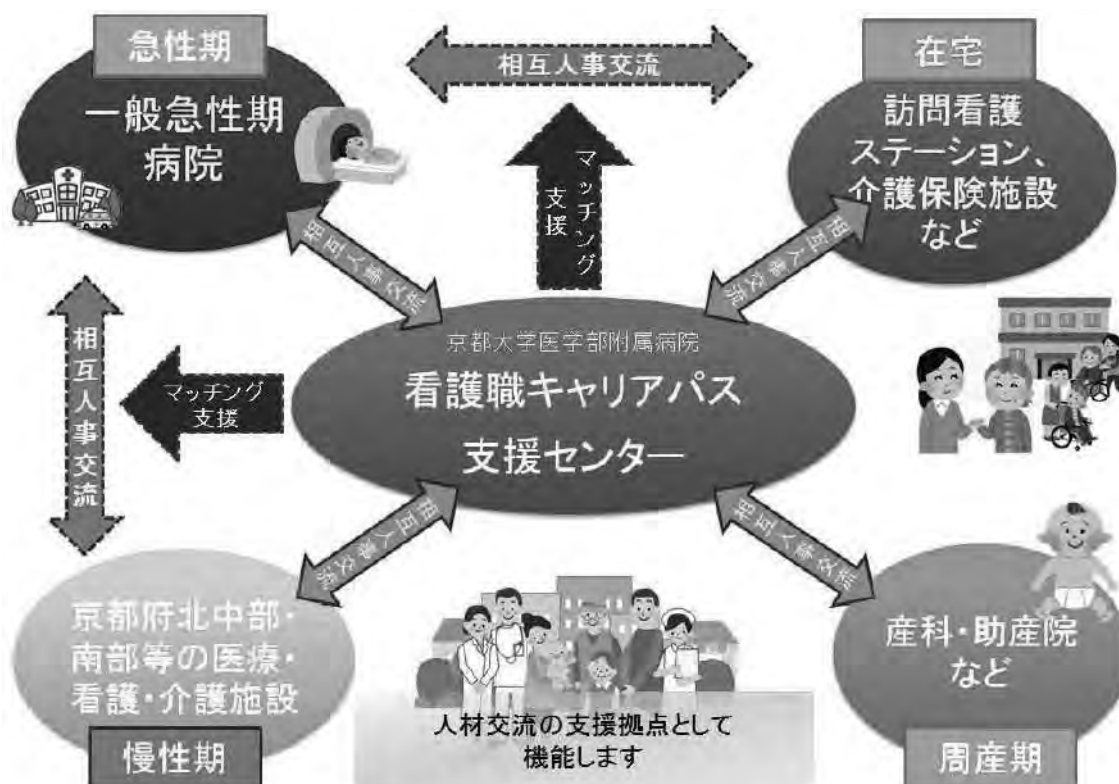 急性期
一般急性期
病院
相互人事交流
在宅
訪問看護
ステーション、
介護保険施設
など
マッチング
支援
相互人事交流
相互人事交流
相互人事交流
マッチング
支援
京都大学医学部附属病院
看護職キャリアパス
支援センター
相互人事交流
相互人事交流
京都府北中部・
南部等の医療・
看護・介護施設
慢性期
人材交流の支援拠点として
機能します
産科・助産院
など
周産期